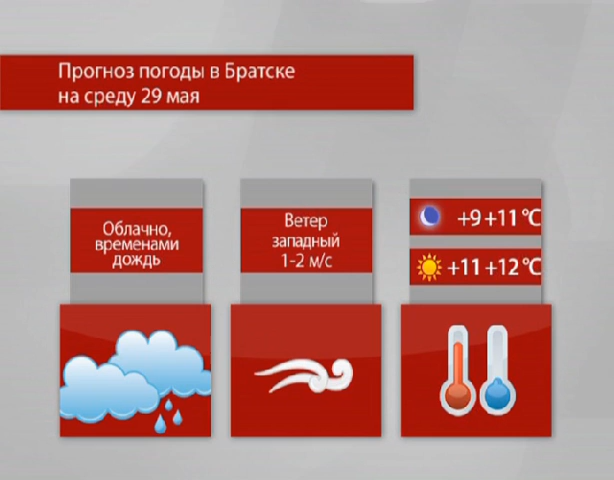 Прогноз погоды в Братске
на среду 29 мая
Облачно,
временами
дождь
Ветер
западный
1-2 м/с
+9 +11 °C
+11 +12 °C